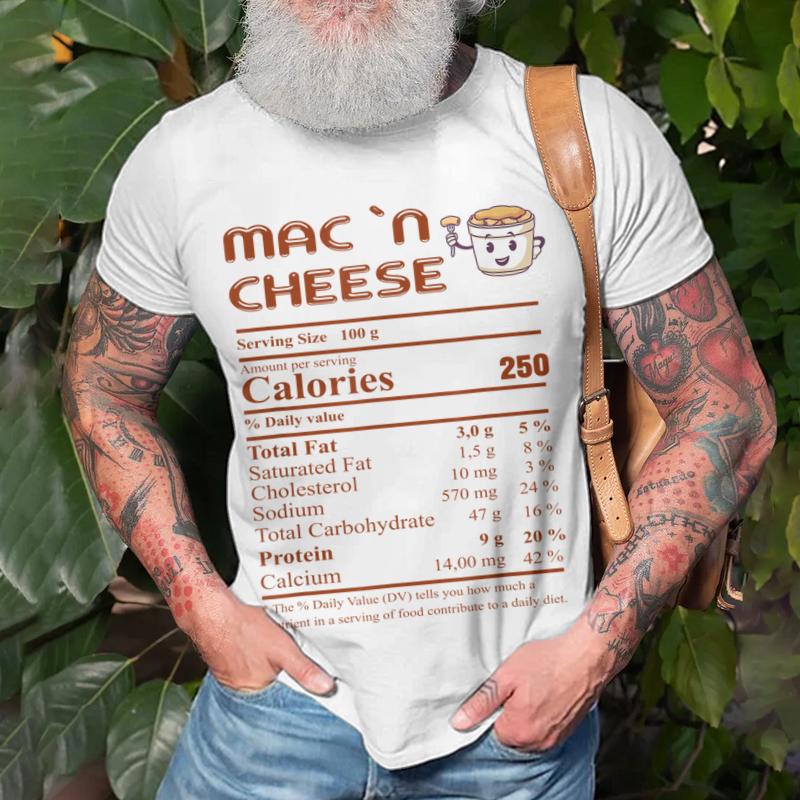 MAC `N
CHEESE
Serving Size 100 g
Amount per serving
Calories 250
% Daily value
Total Fat 3,0 g 5 %
Saturated Fat 1,5 g 8 %
Cholesterol 10 mg 3 %
Sodium 570 mg 24 %
Total Carbohydrate 47 g 16 %
Protein 9 g 20 %
Calcium 14,00 mg 42 %
The % Daily Value (DV) tells you how much a
in a serving of food contribute to a daily diet.